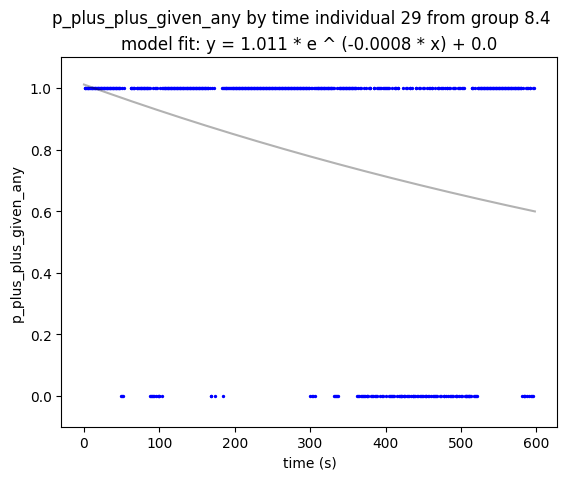 p_plus_plus_given_any by time individual 29 from group 8.4
model fit: y = 1.011 * e ^ (-0.0008 * x) + 0.0
1.0
0.8
0.6
0.4
0.2
0.0
p_plus_plus_given_any
0 100 200 300 400 500 600
time (s)